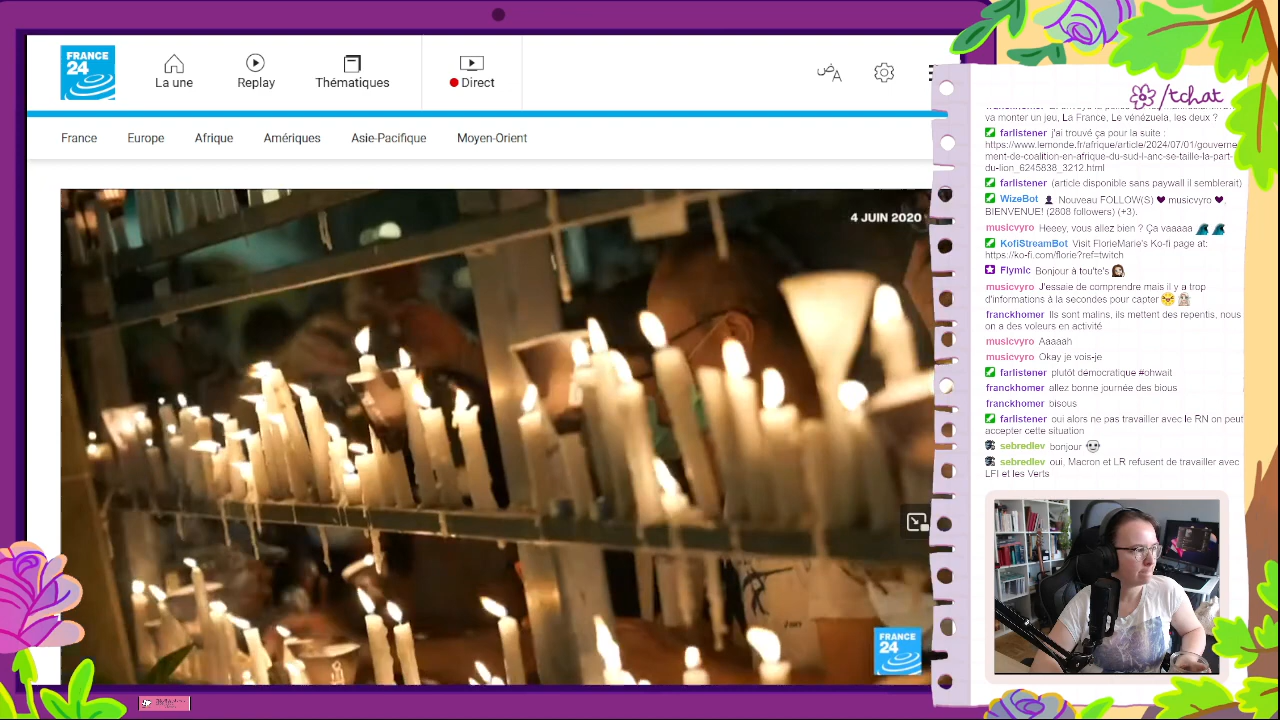 FRANCE
24
La une
Replay
Thématiques
Direct
France
Europe
Afrique
Amériques
Asie-Pacifique
Moyen-Orient
4 JUIN 2020
FRANCE
24
/tchat
va monter un jeu, La France, Le vénézuela, les deux ?
farlistener j'ai trouvé ça pour la suite :
https://www.lemonde.fr/afrique/article/2024/07/01/gouverne
ment-de-coalition-en-afrique-du-sud-l-anc-se-taille-la-part-
du-lion_6245838_3212.html
farlistener (article disponible sans paywall il semblerait)
WizeBot Nouveau FOLLOW(S) ♥ musicvyro ♥
BIENVENUE! (2808 followers) (+3).
musicvyro Heeey, vous allez bien ? Ça vaaaaa
KofiStreamBot Visit FlorieMarie's Ko-fi page at:
https://ko-fi.com/florie?ref=twitch
Flymic Bonjour à tou'te's
musicvyro J'essaie de comprendre mais il y a trop
d'informations à la secondes pour capter
franckhomer Ils sont malins, ils mettent des repentis, nous
on a des voleurs en activité
musicvyro Aaaaah
musicvyro Okay je vois-je
farlistener plutôt démocratique #ohwait
franckhomer allez bonne journée des bious
franckhomer bisous
farlistener oui alors ne pas travailler avec le RN on peut
accepter cette situation
sebredlev bonjour
sebredlev oui, Macron et LR refusent de travailler avec
LFI et les Verts